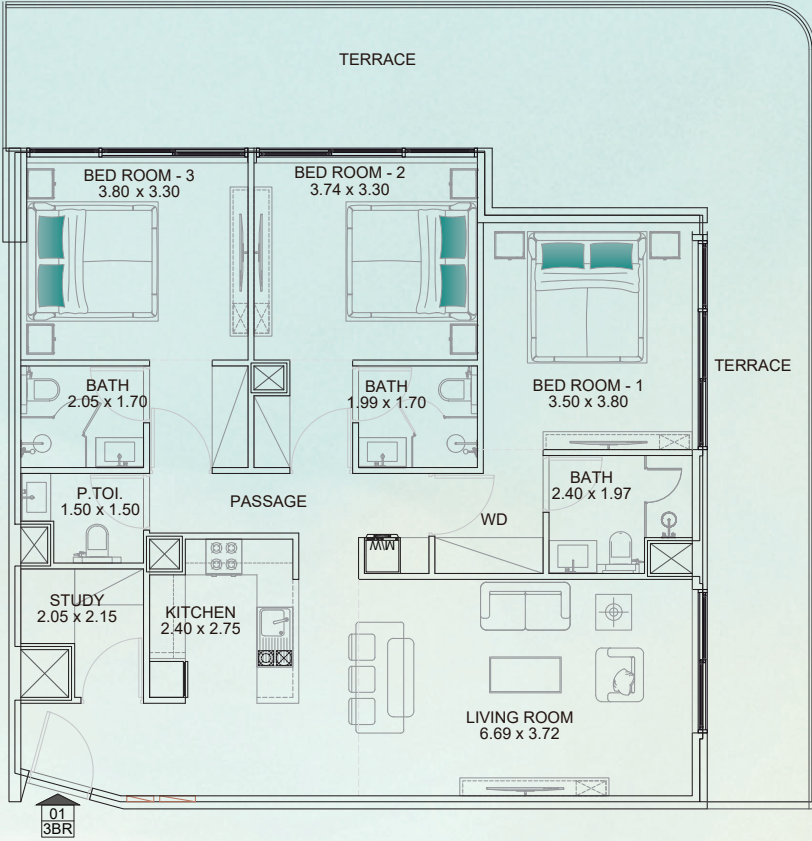 TERRACE
BED ROOM - 3
3.80 x 3.30
BED ROOM - 2
3.74 x 3.30
TERRACE
BED ROOM - 1
3.50 x 3.80
BATH
2.05 x 1.70
BATH
1.99 x 1.70
BATH
2.40 x 1.97
P.TOI.
1.50 x 1.50
PASSAGE
WD
WM
STUDY
2.05 x 2.15
KITCHEN
2.40 x 2.75
LIVING ROOM
6.69 x 3.72
01
3BR